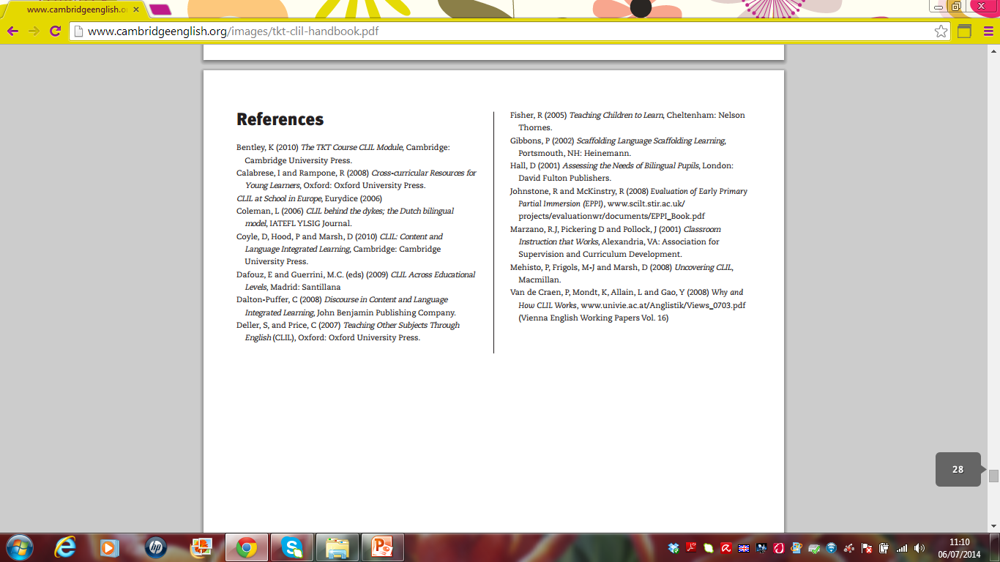 www.cambridgeenglish.o
www.cambridgeenglish.org/images/tkt-clil-handbook.pdf
References
Bentley, K (2010) The TKT Course CLIL Module, Cambridge:
Cambridge University Press.
Calabrese, I and Rampone, R (2008) Cross-curricular Resources for
Young Learners, Oxford: Oxford University Press.
CLIL at School in Europe, Eurydice (2006)
Coleman, L (2006) CLIL behind the dykes; the Dutch bilingual
model, IATEFL YLSIG Journal.
Coyle, D, Hood, P and Marsh, D (2010) CLIL: Content and
Language Integrated Learning, Cambridge: Cambridge
University Press.
Dafouz, E and Guerrini, M.C. (eds) (2009) CLIL Across Educational
Levels, Madrid: Santillana
Dalton-Puffer, C (2008) Discourse in Content and Language
Integrated Learning, John Benjamin Publishing Company.
Deller, S, and Price, C (2007) Teaching Other Subjects Through
English (CLIL), Oxford: Oxford University Press.
Fisher, R (2005) Teaching Children to Learn, Cheltenham: Nelson
Thornes.
Gibbons, P (2002) Scaffolding Language Scaffolding Learning,
Portsmouth, NH: Heinemann.
Hall, D (2001) Assessing the Needs of Bilingual Pupils, London:
David Fulton Publishers.
Johnstone, R and McKinstry, R (2008) Evaluation of Early Primary
Partial Immersion (EPPI), www.scilt.stir.ac.uk/
projects/evaluationwr/documents/EPPI_Book.pdf
Marzano, R.J, Pickering D and Pollock, J (2001) Classroom
Instruction that Works, Alexandria, VA: Association for
Supervision and Curriculum Development.
Mehisto, P, Frigols, M-J and Marsh, D (2008) Uncovering CLIL,
Macmillan.
Van de Craen, P, Mondt, K, Allain, L and Gao, Y (2008) Why and
How CLIL Works, www.univie.ac.at/Anglistik/Views_0703.pdf
(Vienna English Working Papers Vol. 16)
28
hp
11:10
06/07/2014